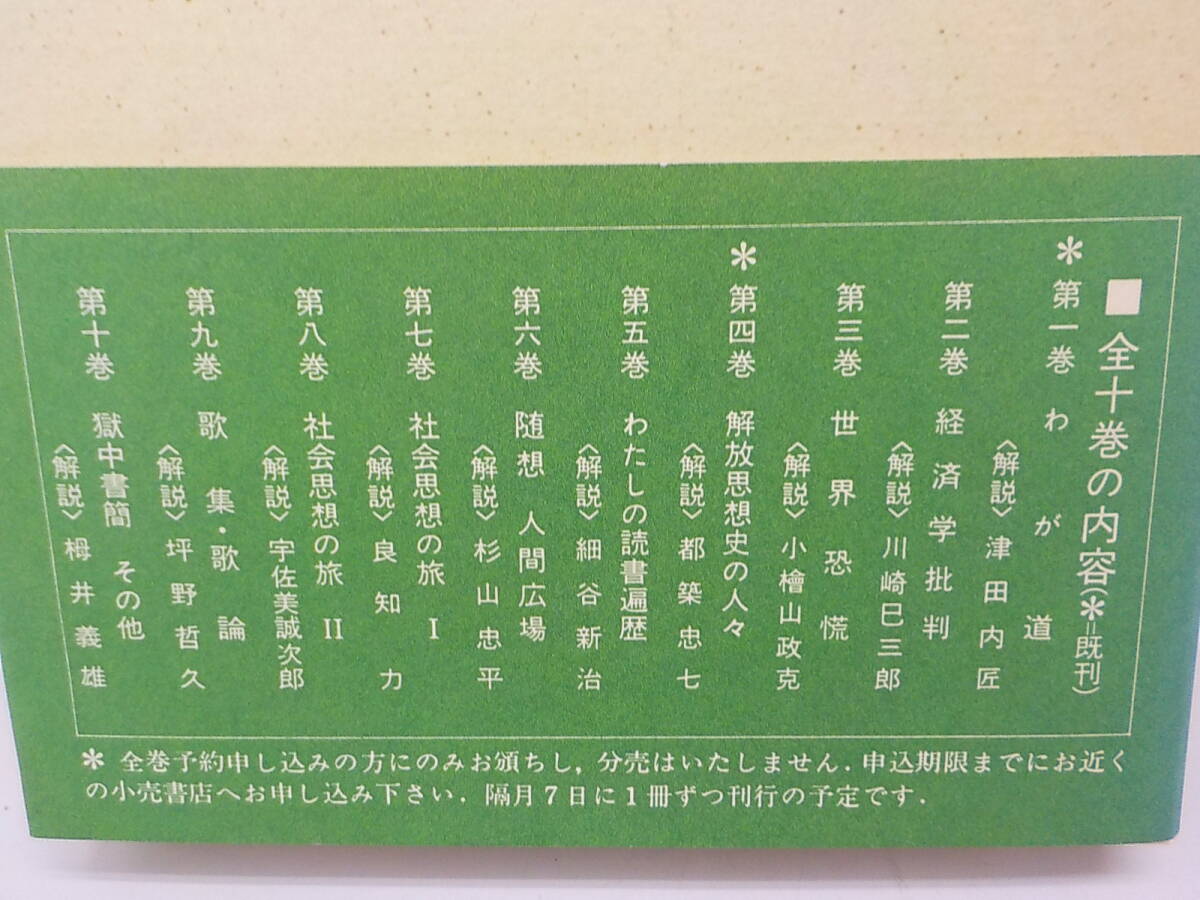 ■全十巻の内容(＊＝既刊)
＊第一巻 わが道
〈解説〉津田内匠
第二巻 経済学批判
〈解説〉川崎巳三郎
第三巻 世界恐慌
〈解説〉小檜山政克
＊第四巻 解放思想史の人々
〈解説〉都築忠七
第五巻 わたしの読書遍歴
〈解説〉細谷新治
第六巻 随想 人間広場
〈解説〉杉山忠平
第七巻 社会思想の旅 I
〈解説〉良知力
第八巻 社会思想の旅 II
〈解説〉宇佐美誠次郎
第九巻 歌集・歌論
〈解説〉坪野哲久
第十巻 獄中書簡 その他
〈解説〉栂井義雄
＊ 全巻予約申し込みの方にのみお頒ちし，分売はいたしません．申込期限までにお近く
の小売書店へお申し込み下さい．隔月7日に1冊ずつ刊行の予定です．